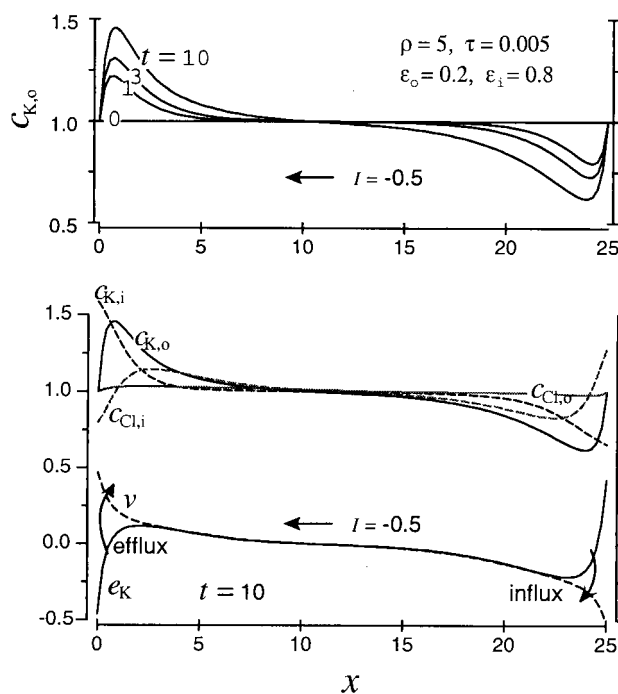 1.5
1.0
0.5
c_K,o
t = 10
3
1
0
ρ = 5, τ = 0.005
ε_o = 0.2, ε_i = 0.8
I = -0.5
0 5 10 15 20 25
c_K,i
c_K,o
c_Cl,i
c_Cl,o
1.5
1.0
0.5
0.0
-0.5
v
efflux
e_K
t = 10
I = -0.5
influx
0 5 10 15 20 25
x